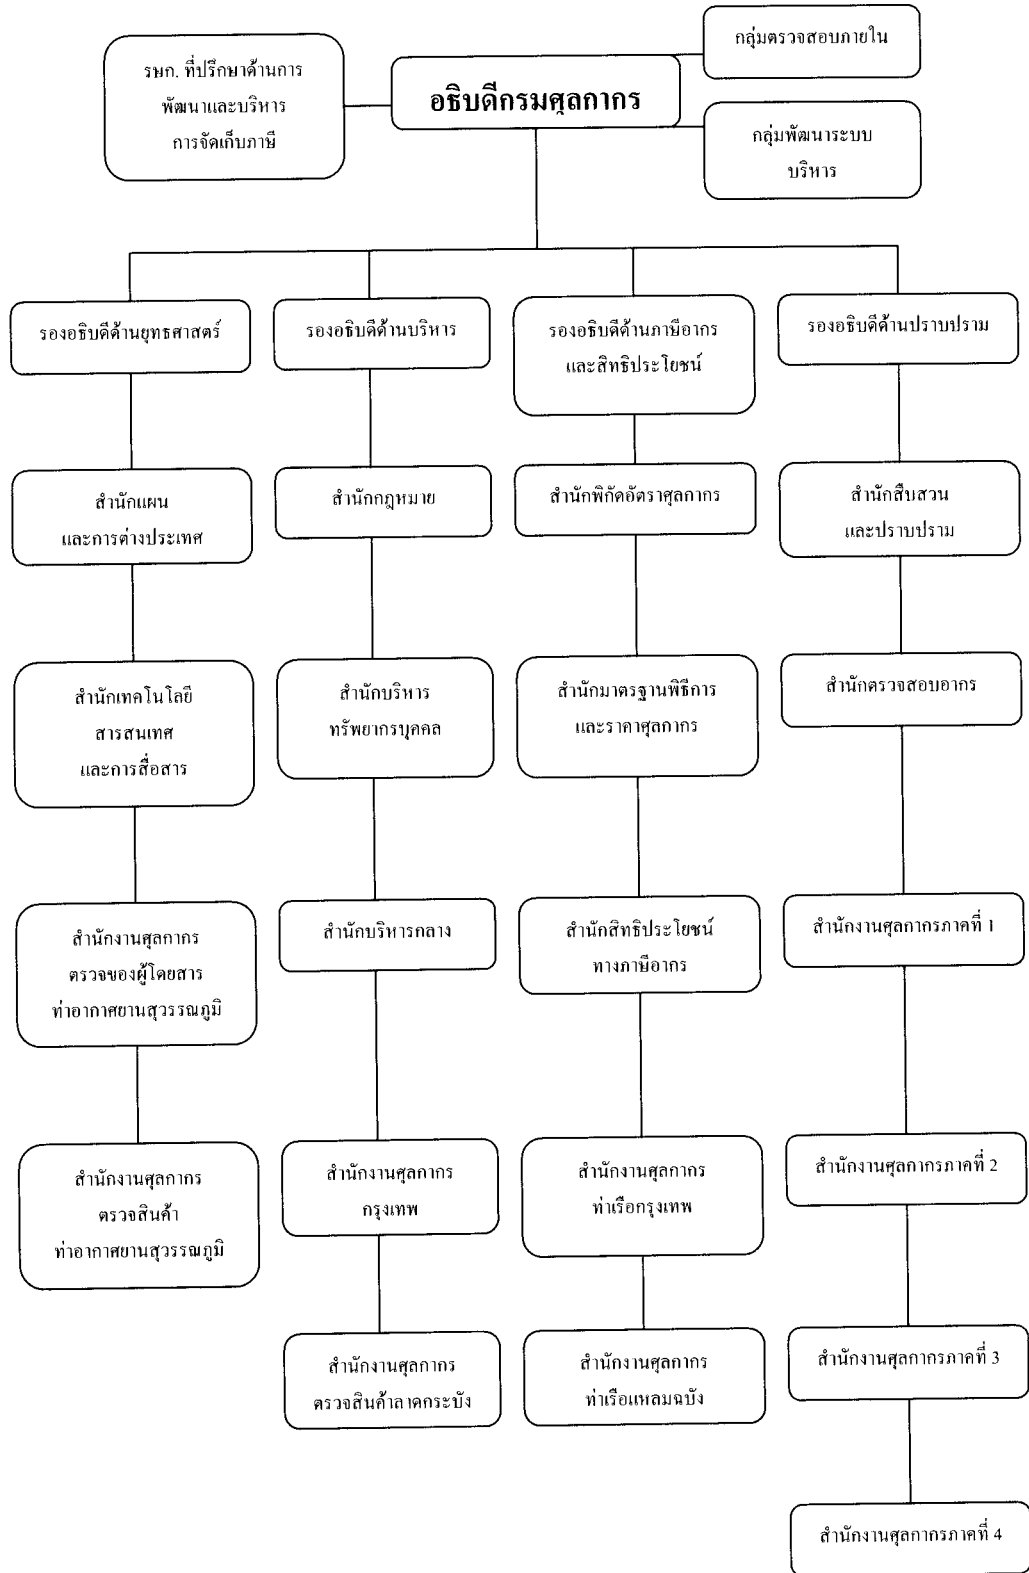 กลุ่มตรวจสอบภายใน
รษก. ที่ปรึกษาด้านการ
พัฒนาและบริหาร
การจัดเก็บภาษี
อธิบดีกรมศุลกากร
กลุ่มพัฒนาระบบ
บริหาร
รองอธิบดีด้านยุทธศาสตร์
รองอธิบดีด้านบริหาร
รองอธิบดีด้านภาษีอากร
และสิทธิประโยชน์
รองอธิบดีด้านปราบปราม
สำนักแผน
และการต่างประเทศ
สำนักกฎหมาย
สำนักพิกัดอัตราศุลกากร
สำนักสืบสวน
และปราบปราม
สำนักเทคโนโลยี
สารสนเทศ
และการสื่อสาร
สำนักบริหาร
ทรัพยากรบุคคล
สำนักมาตรฐานพิธีการ
และราคาศุลกากร
สำนักตรวจสอบอากร
สำนักงานศุลกากร
ตรวจของผู้โดยสาร
ท่าอากาศยานสุวรรณภูมิ
สำนักบริหารกลาง
สำนักสิทธิประโยชน์
ทางภาษีอากร
สำนักงานศุลกากรภาคที่ 1
สำนักงานศุลกากร
ตรวจสินค้า
ท่าอากาศยานสุวรรณภูมิ
สำนักงานศุลกากร
กรุงเทพ
สำนักงานศุลกากร
ท่าเรือกรุงเทพ
สำนักงานศุลกากรภาคที่ 2
สำนักงานศุลกากร
ตรวจสินค้าลาดกระบัง
สำนักงานศุลกากร
ท่าเรือแหลมฉบัง
สำนักงานศุลกากรภาคที่ 3
สำนักงานศุลกากรภาคที่ 4